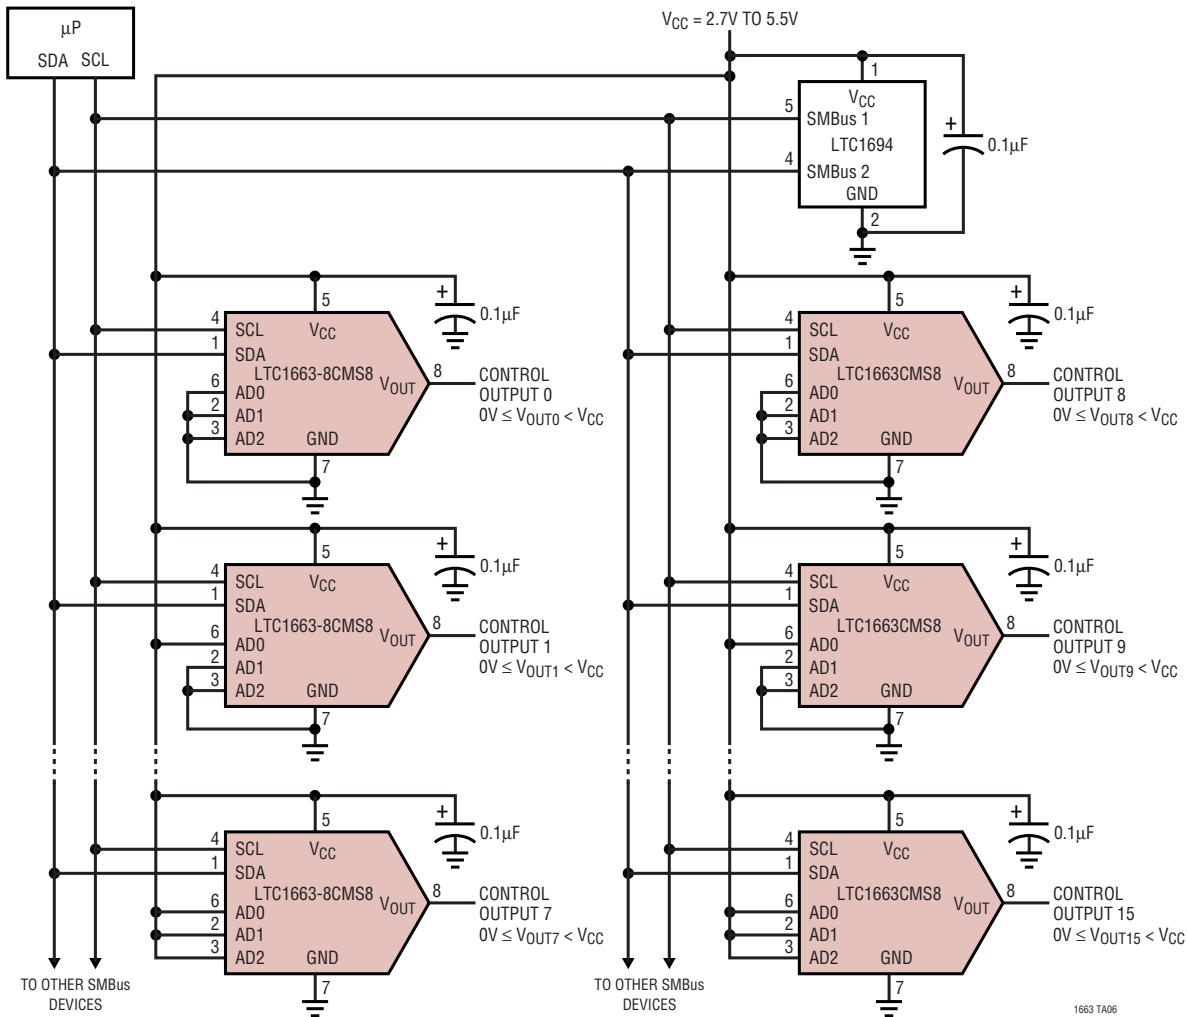 µP
SDA SCL
VCC = 2.7V TO 5.5V
1
VCC
5
SMBus 1
LTC1694
4
SMBus 2
GND
2
+
0.1µF
5
+
0.1µF
4
SCL
VCC
1
SDA
LTC1663-8CMS8
VOUT
8
CONTROL
OUTPUT 0
0V ≤ VOUT0 < VCC
6
AD0
2
AD1
3
AD2
GND
7
5
+
0.1µF
4
SCL
VCC
1
SDA
LTC1663CMS8
VOUT
8
CONTROL
OUTPUT 8
0V ≤ VOUT8 < VCC
6
AD0
2
AD1
3
AD2
GND
7
5
+
0.1µF
4
SCL
VCC
1
SDA
LTC1663-8CMS8
VOUT
8
CONTROL
OUTPUT 1
0V ≤ VOUT1 < VCC
6
AD0
2
AD1
3
AD2
GND
7
5
+
0.1µF
4
SCL
VCC
1
SDA
LTC1663CMS8
VOUT
8
CONTROL
OUTPUT 9
0V ≤ VOUT9 < VCC
6
AD0
2
AD1
3
AD2
GND
7
5
+
0.1µF
4
SCL
VCC
1
SDA
LTC1663-8CMS8
VOUT
8
CONTROL
OUTPUT 7
0V ≤ VOUT7 < VCC
6
AD0
2
AD1
3
AD2
GND
7
5
+
0.1µF
4
SCL
VCC
1
SDA
LTC1663CMS8
VOUT
8
CONTROL
OUTPUT 15
0V ≤ VOUT15 < VCC
6
AD0
2
AD1
3
AD2
GND
7
TO OTHER SMBus
DEVICES
TO OTHER SMBus
DEVICES
1663 TA06